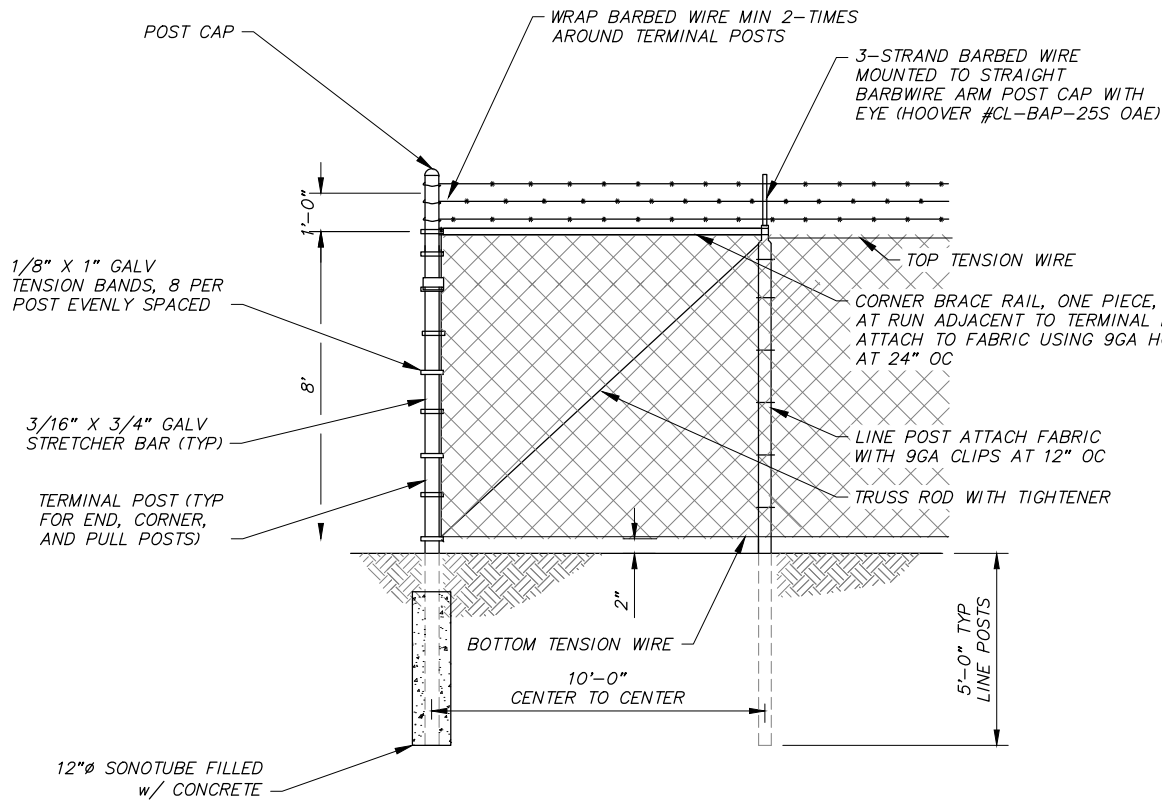 POST CAP
WRAP BARBED WIRE MIN 2-TIMES
AROUND TERMINAL POSTS
3-STRAND BARBED WIRE
MOUNTED TO STRAIGHT
BARBWIRE ARM POST CAP WITH
EYE (HOOVER #CL-BAP-25S OAE)
1'-0"
TOP TENSION WIRE
1/8" X 1" GALV
TENSION BANDS, 8 PER
POST EVENLY SPACED
CORNER BRACE RAIL, ONE PIECE,
AT RUN ADJACENT TO TERMINAL
ATTACH TO FABRIC USING 9GA
AT 24" OC
8'
3/16" X 3/4" GALV
STRETCHER BAR (TYP)
LINE POST ATTACH FABRIC
WITH 9GA CLIPS AT 12" OC
TERMINAL POST (TYP
FOR END, CORNER,
AND PULL POSTS)
TRUSS ROD WITH TIGHTENER
2"
BOTTOM TENSION WIRE
5'-0" TYP
LINE POSTS
10'-0"
CENTER TO CENTER
12"ø SONOTUBE FILLED
w/ CONCRETE